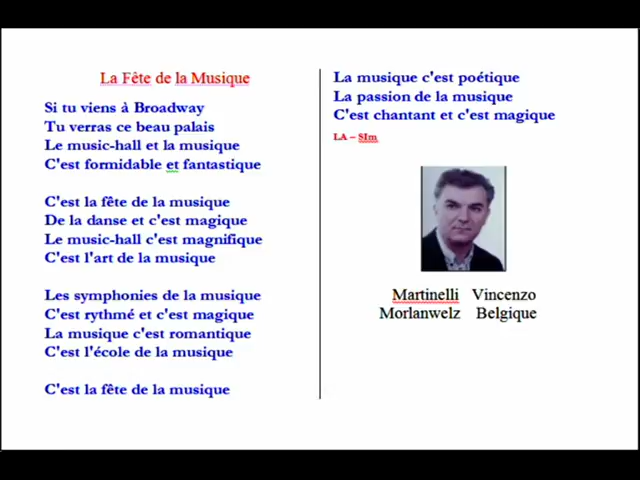 La Fête de la Musique
Si tu viens à Broadway
Tu verras ce beau palais
Le music-hall et la musique
C'est formidable et fantastique
C'est la fête de la musique
De la danse et c'est magique
Le music-hall c'est magnifique
C'est l'art de la musique
Les symphonies de la musique
C'est rythmé et c'est magique
La musique c'est romantique
C'est l'école de la musique
C'est la fête de la musique
La musique c'est poétique
La passion de la musique
C'est chantant et c'est magique
LA – SIm
Martinelli Vincenzo
Morlanwelz Belgique